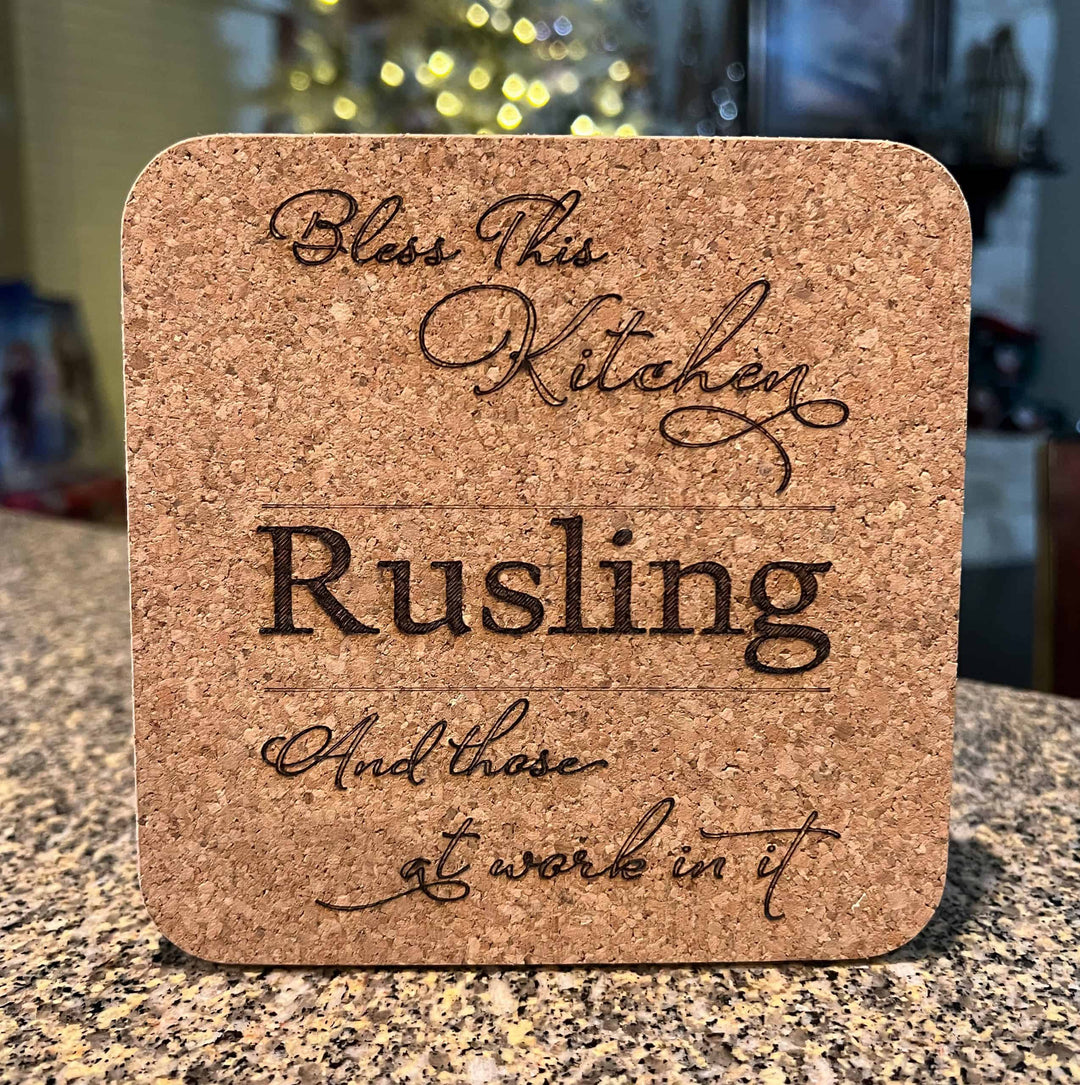 Bless This
Kitchen
Rusling
And those
at work in it